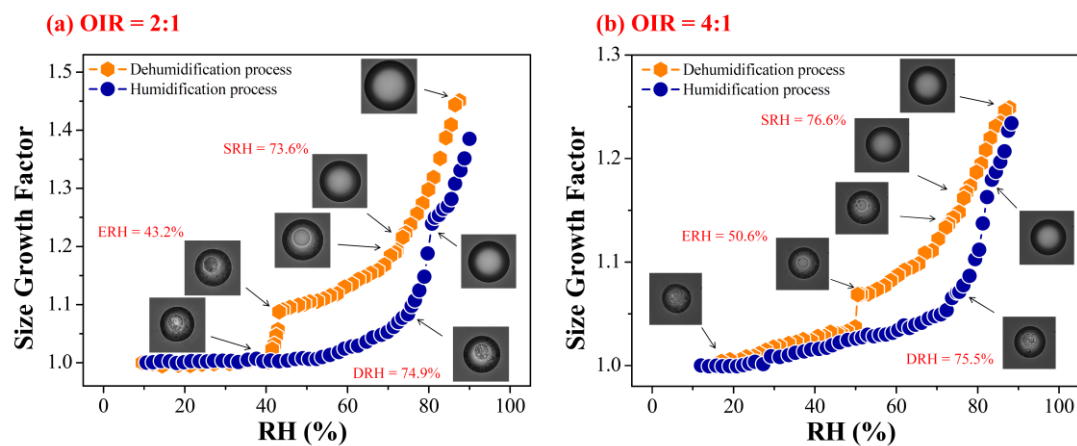 (a) OIR = 2:1
Size Growth Factor
1.5
1.4
1.3
1.2
1.1
1.0
Dehumidification process
Humidification process
SRH = 73.6%
ERH = 43.2%
DRH = 74.9%
0 20 40 60 80 100
RH (%)
(b) OIR = 4:1
Size Growth Factor
1.3
1.2
1.1
1.0
Dehumidification process
Humidification process
SRH = 76.6%
ERH = 50.6%
DRH = 75.5%
0 20 40 60 80 100
RH (%)